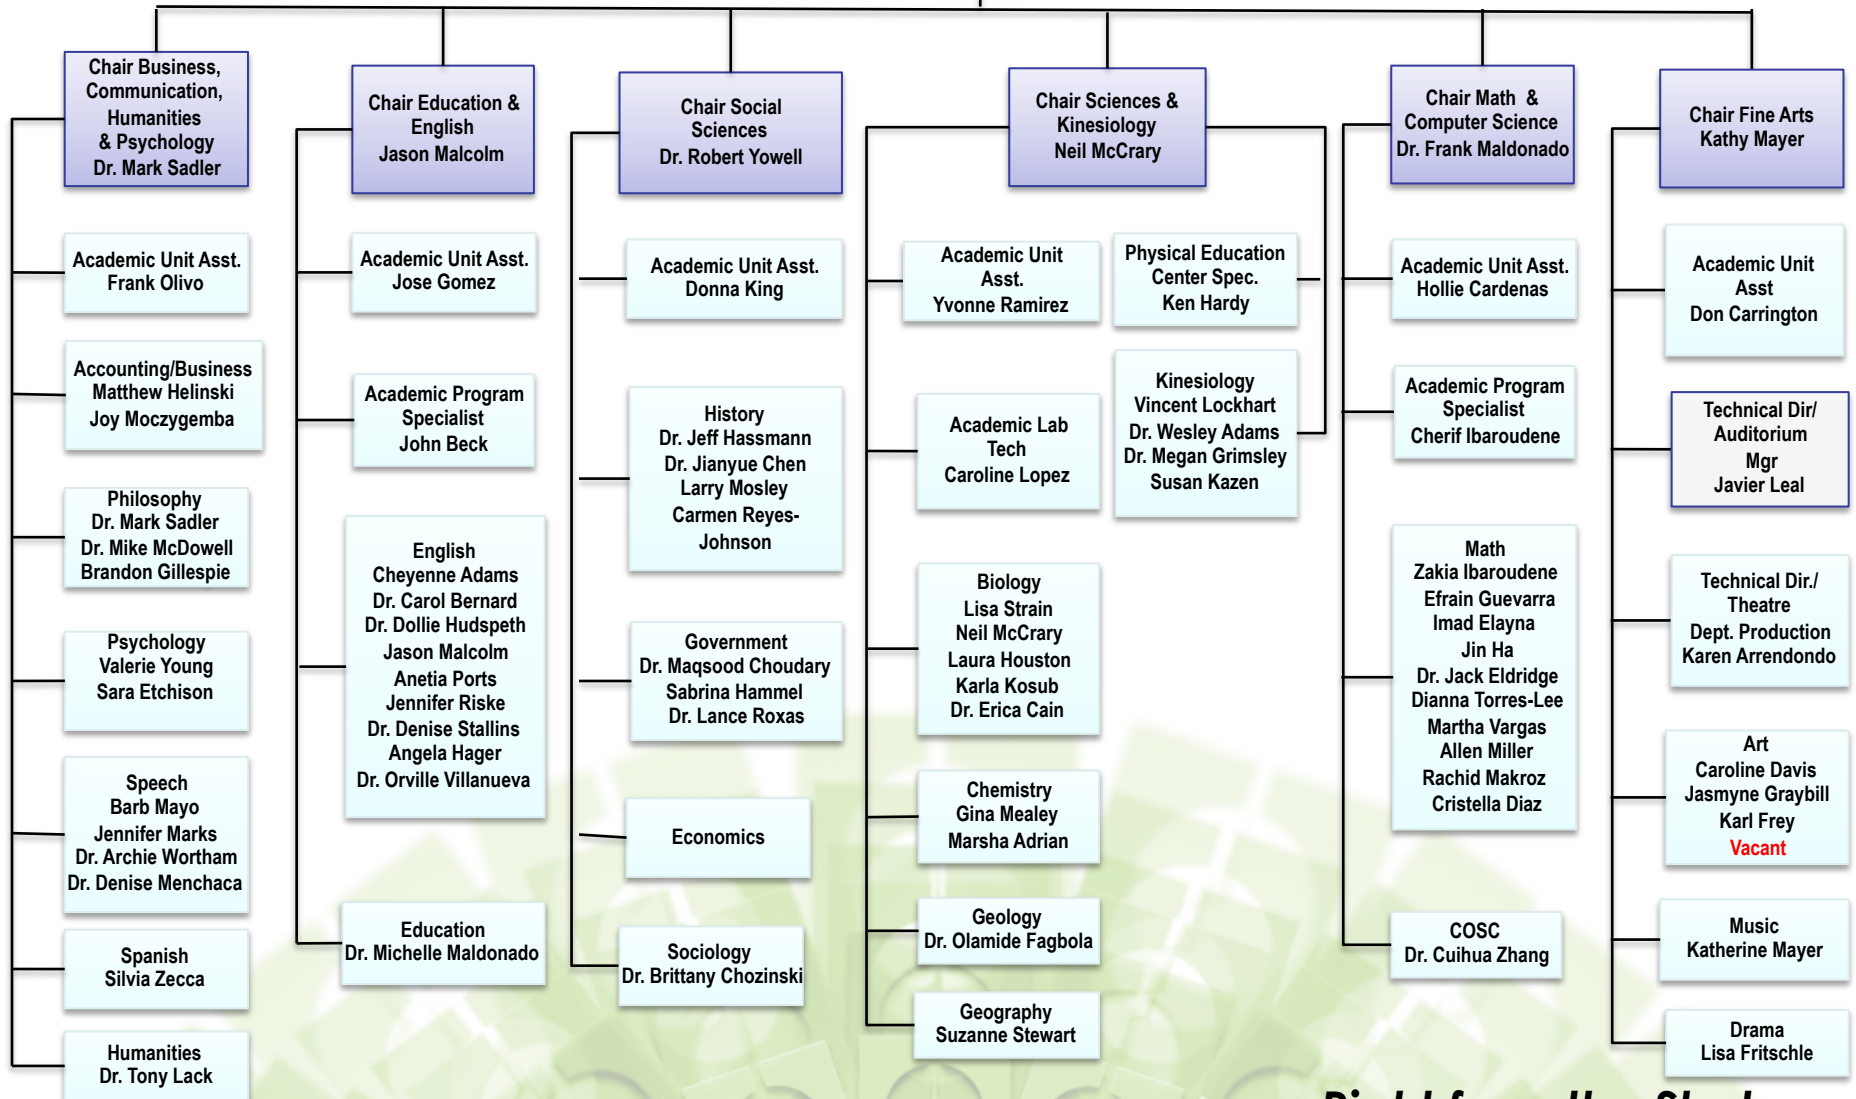 Chair Business,
Communication,
Humanities
& Psychology
Dr. Mark Sadler
Academic Unit Asst.
Frank Olivo
Accounting/Business
Matthew Helinski
Joy Moczygemba
Philosophy
Dr. Mark Sadler
Dr. Mike McDowell
Brandon Gillespie
Psychology
Valerie Young
Sara Etchison
Speech
Barb Mayo
Jennifer Marks
Dr. Archie Wortham
Dr. Denise Menchaca
Spanish
Silvia Zecca
Humanities
Dr. Tony Lack
Chair Education &
English
Jason Malcolm
Academic Unit Asst.
Jose Gomez
Academic Program
Specialist
John Beck
English
Cheyenne Adams
Dr. Carol Bernard
Dr. Dollie Hudspeth
Jason Malcolm
Anetia Ports
Jennifer Riske
Dr. Denise Stallins
Angela Hager
Dr. Orville Villanueva
Education
Dr. Michelle Maldonado
Chair Social
Sciences
Dr. Robert Yowell
Academic Unit Asst.
Donna King
History
Dr. Jeff Hassmann
Dr. Jianyue Chen
Larry Mosley
Carmen Reyes-
Johnson
Government
Dr. Maqsood Choudary
Sabrina Hammel
Dr. Lance Roxas
Economics
Sociology
Dr. Brittany Chozinski
Chair Sciences &
Kinesiology
Neil McCrary
Academic Unit
Asst.
Yvonne Ramirez
Academic Lab
Tech
Caroline Lopez
Biology
Lisa Strain
Neil McCrary
Laura Houston
Karla Kosub
Dr. Erica Cain
Chemistry
Gina Mealey
Marsha Adrian
Geology
Dr. Olamide Fagbola
Geography
Suzanne Stewart
Physical Education
Center Spec.
Ken Hardy
Kinesiology
Vincent Lockhart
Dr. Wesley Adams
Dr. Megan Grimsley
Susan Kazen
Chair Math &
Computer Science
Dr. Frank Maldonado
Academic Unit Asst.
Hollie Cardenas
Academic Program
Specialist
Cherif Ibaroudene
Math
Zakia Ibaroudene
Efrain Guevarra
Imad Elayna
Jin Ha
Dr. Jack Eldridge
Dianna Torres-Lee
Martha Vargas
Allen Miller
Rachid Makroz
Cristella Diaz
COSC
Dr. Cuihua Zhang
Chair Fine Arts
Kathy Mayer
Academic Unit
Asst
Don Carrington
Technical Dir/
Auditorium
Mgr
Javier Leal
Technical Dir./
Theatre
Dept. Production
Karen Arrendondo
Art
Caroline Davis
Jasmyne Graybill
Karl Frey
Vacant
Music
Katherine Mayer
Drama
Lisa Fritschle